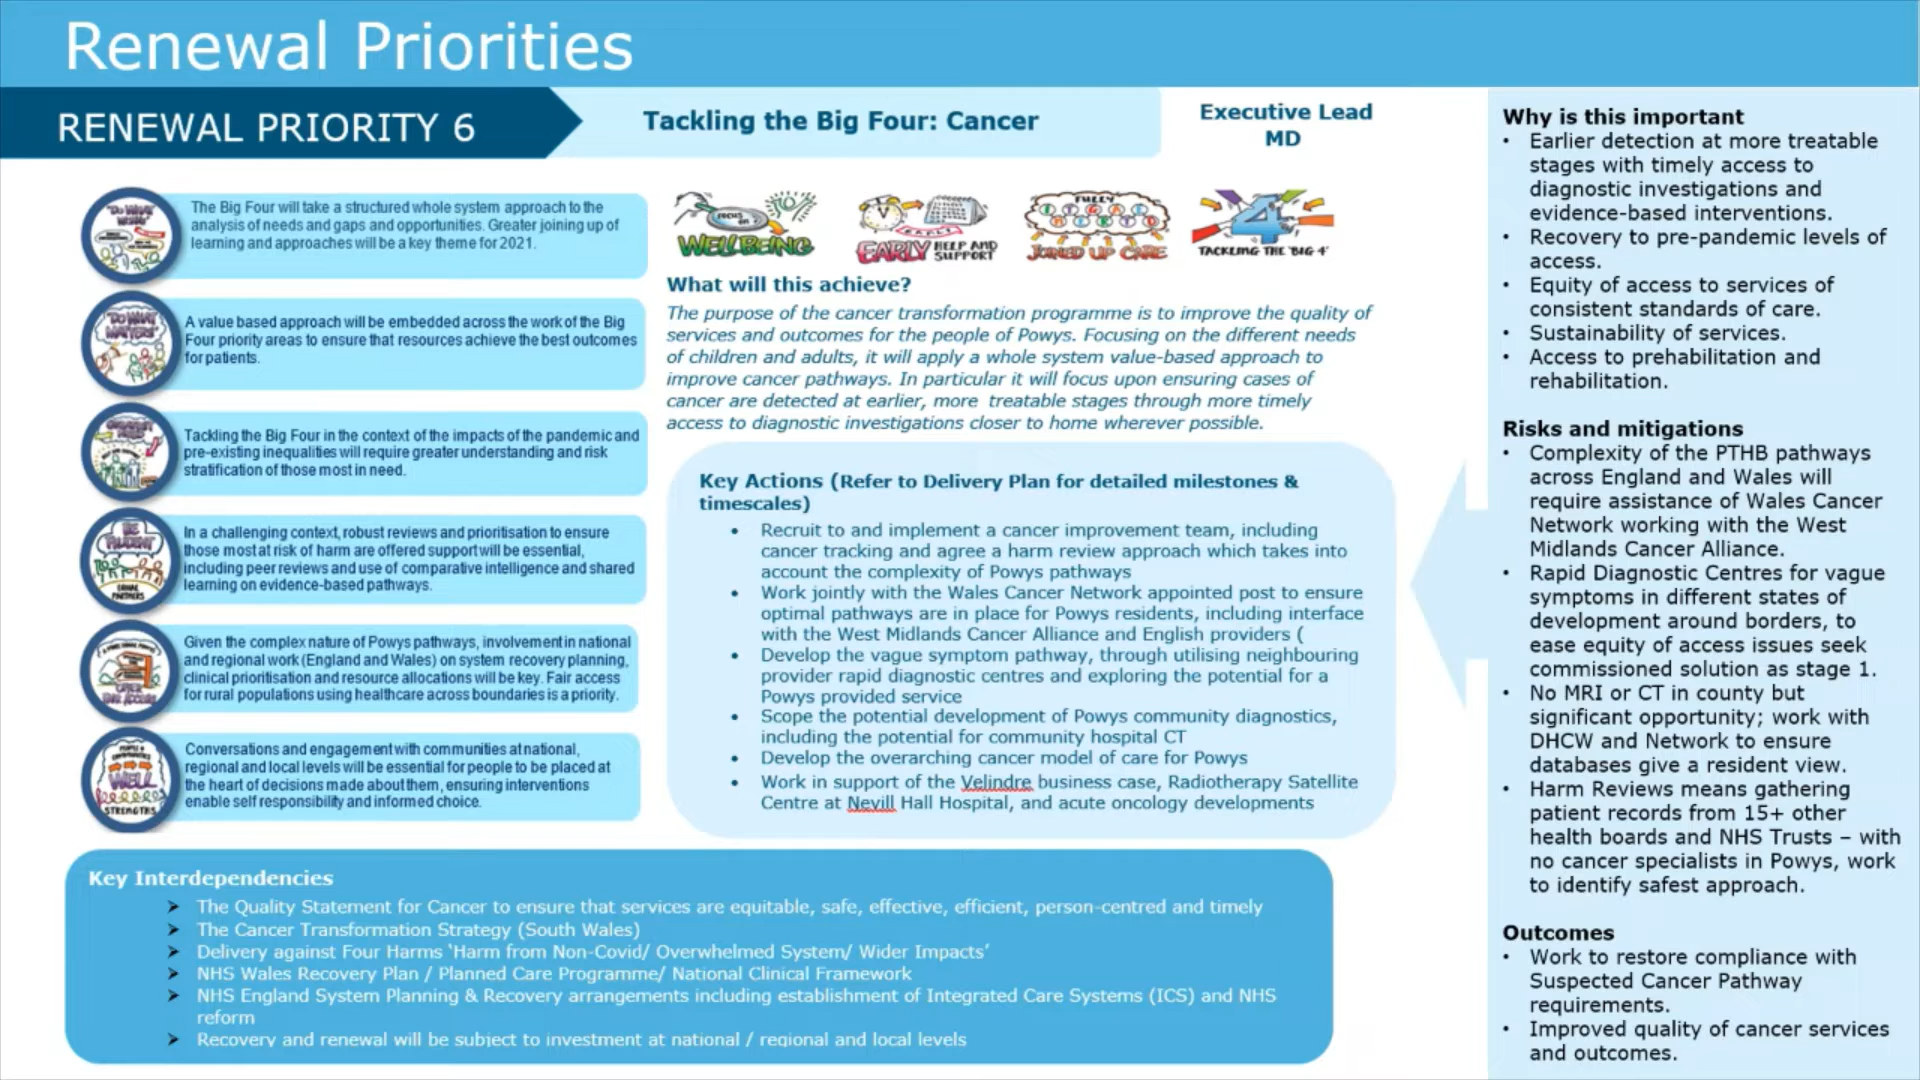 Renewal Priorities
RENEWAL PRIORITY 6
Tackling the Big Four: Cancer
Executive Lead
MD
The Big Four will take a structured whole system approach to the
analysis of needs and gaps and opportunities. Greater joining up of
learning and approaches will be a key theme for 2021.
A value based approach will be embedded across the work of the Big
Four priority areas to ensure that resources achieve the best outcomes
for patients.
Tackling the Big Four in the context of the impacts of the pandemic and
pre-existing inequalities will require greater understanding and risk
stratification of those most in need.
In a challenging context, robust reviews and prioritisation to ensure
those most at risk of harm are offered support will be essential,
including peer reviews and use of comparative intelligence and shared
learning on evidence-based pathways.
Given the complex nature of Powys pathways, involvement in national
and regional work (England and Wales) on system recovery planning,
clinical prioritisation and resource allocations will be key. Fair access
for rural populations using healthcare across boundaries is a priority.
Conversations and engagement with communities at national,
regional and local levels will be essential for people to be placed at
the heart of decisions made about them, ensuring interventions
enable self responsibility and informed choice.
"DO WHAT
"DO WHAT
MATTERS"
BE
PRUDENT
EQUAL
PARTNERS
WELL
STRENGTHS
FOCUS
ON
WELLBEING
EARLY HELP AND
SUPPORT
FULLY
JOINED UP CARE
4
TACKLING THE 'BIG 4'
What will this achieve?
The purpose of the cancer transformation programme is to improve the quality of
services and outcomes for the people of Powys. Focusing on the different needs
of children and adults, it will apply a whole system value-based approach to
improve cancer pathways. In particular it will focus upon ensuring cases of
cancer are detected at earlier, more treatable stages through more timely
access to diagnostic investigations closer to home wherever possible.
Key Actions (Refer to Delivery Plan for detailed milestones &
timescales)
• Recruit to and implement a cancer improvement team, including
cancer tracking and agree a harm review approach which takes into
account the complexity of Powys pathways
• Work jointly with the Wales Cancer Network appointed post to ensure
optimal pathways are in place for Powys residents, including interface
with the West Midlands Cancer Alliance and English providers (
• Develop the vague symptom pathway, through utilising neighbouring
provider rapid diagnostic centres and exploring the potential for a
Powys provided service
• Scope the potential development of Powys community diagnostics,
including the potential for community hospital CT
• Develop the overarching cancer model of care for Powys
• Work in support of the Velindre business case, Radiotherapy Satellite
Centre at Nevill Hall Hospital, and acute oncology developments
Key Interdependencies
➤ The Quality Statement for Cancer to ensure that services are equitable, safe, effective, efficient, person-centred and timely
➤ The Cancer Transformation Strategy (South Wales)
➤ Delivery against Four Harms ‘Harm from Non-Covid/ Overwhelmed System/ Wider Impacts’
➤ NHS Wales Recovery Plan / Planned Care Programme/ National Clinical Framework
➤ NHS England System Planning & Recovery arrangements including establishment of Integrated Care Systems (ICS) and NHS
reform
➤ Recovery and renewal will be subject to investment at national / regional and local levels
Why is this important
• Earlier detection at more treatable
stages with timely access to
diagnostic investigations and
evidence-based interventions.
• Recovery to pre-pandemic levels of
access.
• Equity of access to services of
consistent standards of care.
• Sustainability of services.
• Access to prehabilitation and
rehabilitation.
Risks and mitigations
• Complexity of the PTHB pathways
across England and Wales will
require assistance of Wales Cancer
Network working with the West
Midlands Cancer Alliance.
• Rapid Diagnostic Centres for vague
symptoms in different states of
development around borders, to
ease equity of access issues seek
commissioned solution as stage 1.
• No MRI or CT in county but
significant opportunity; work with
DHCW and Network to ensure
databases give a resident view.
• Harm Reviews means gathering
patient records from 15+ other
health boards and NHS Trusts – with
no cancer specialists in Powys, work
to identify safest approach.
Outcomes
• Work to restore compliance with
Suspected Cancer Pathway
requirements.
• Improved quality of cancer services
and outcomes.